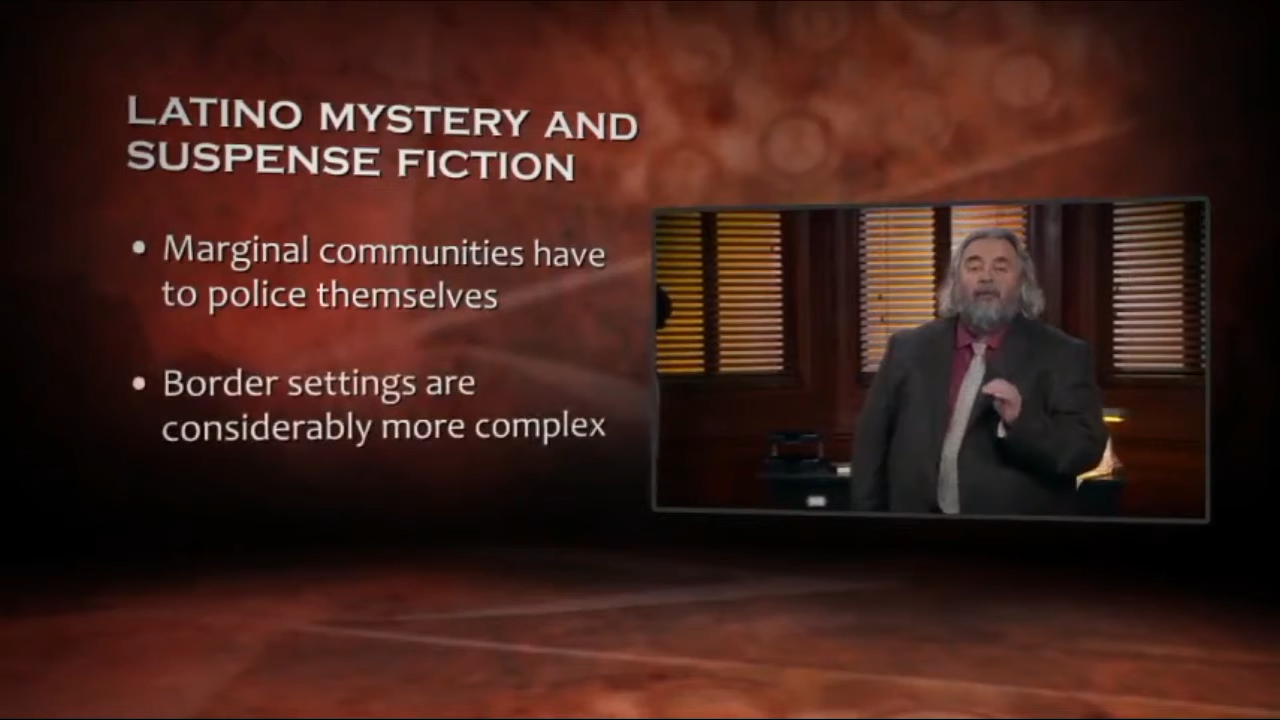 LATINO MYSTERY AND
SUSPENSE FICTION
• Marginal communities have
to police themselves
• Border settings are
considerably more complex